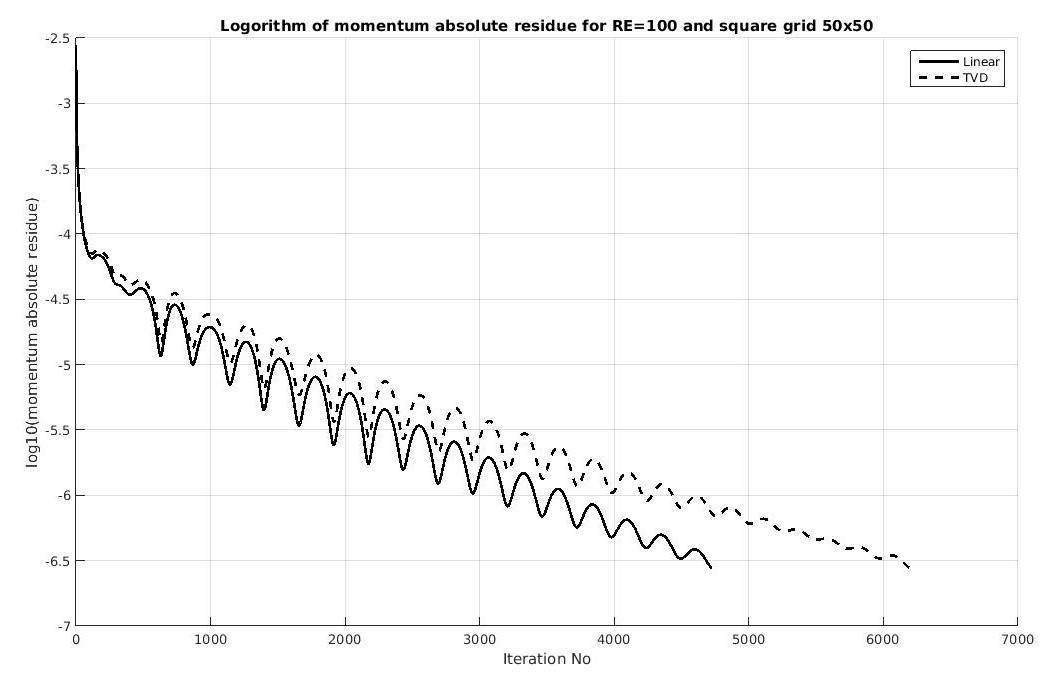 Logorithm of momentum absolute residue for RE=100 and square grid 50x50
Linear
TVD
log10(momentum absolute residue)
-2.5
-3
-3.5
-4
-4.5
-5
-5.5
-6
-6.5
-7
0 1000 2000 3000 4000 5000 6000 7000
Iteration No